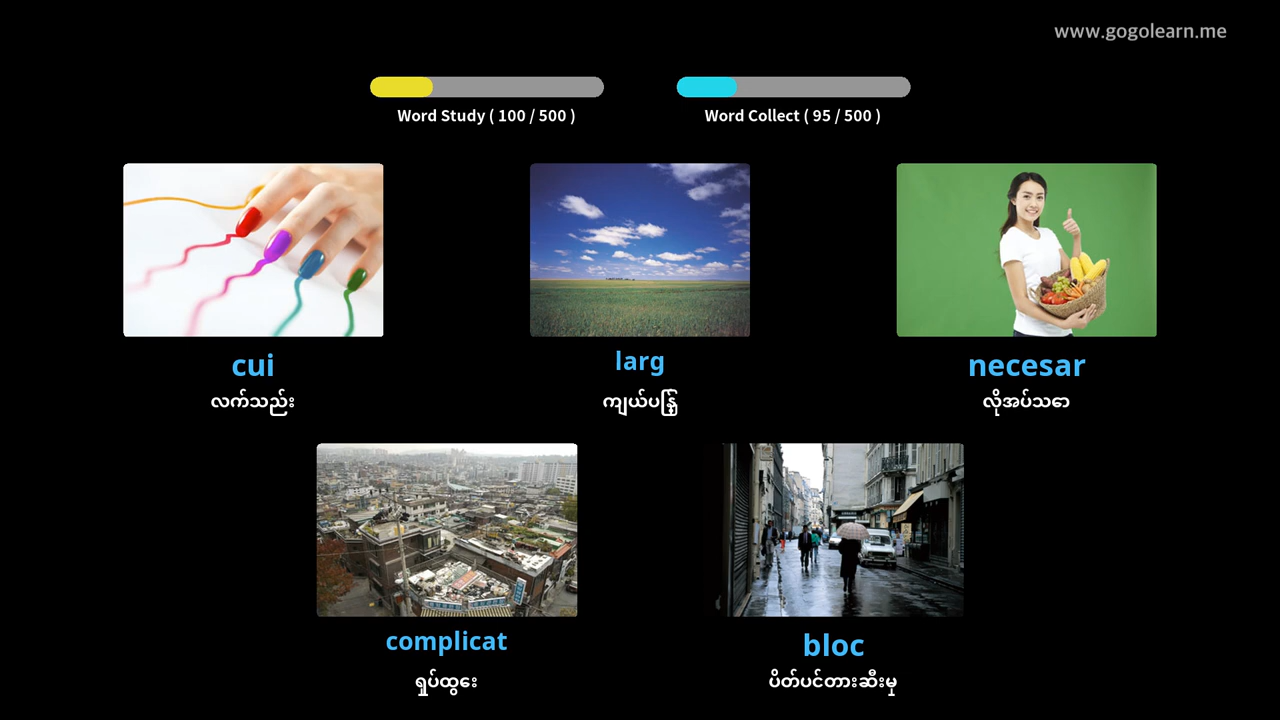 www.gogolearn.me
Word Study ( 100 / 500 )
Word Collect ( 95 / 500 )
cui
လက်သည်း
larg
ကျယ်ပြန့်
necesar
လိုအပ်သော
complicat
ရှုပ်ထွေး
bloc
ပိတ်ပင်တားဆီးမှု